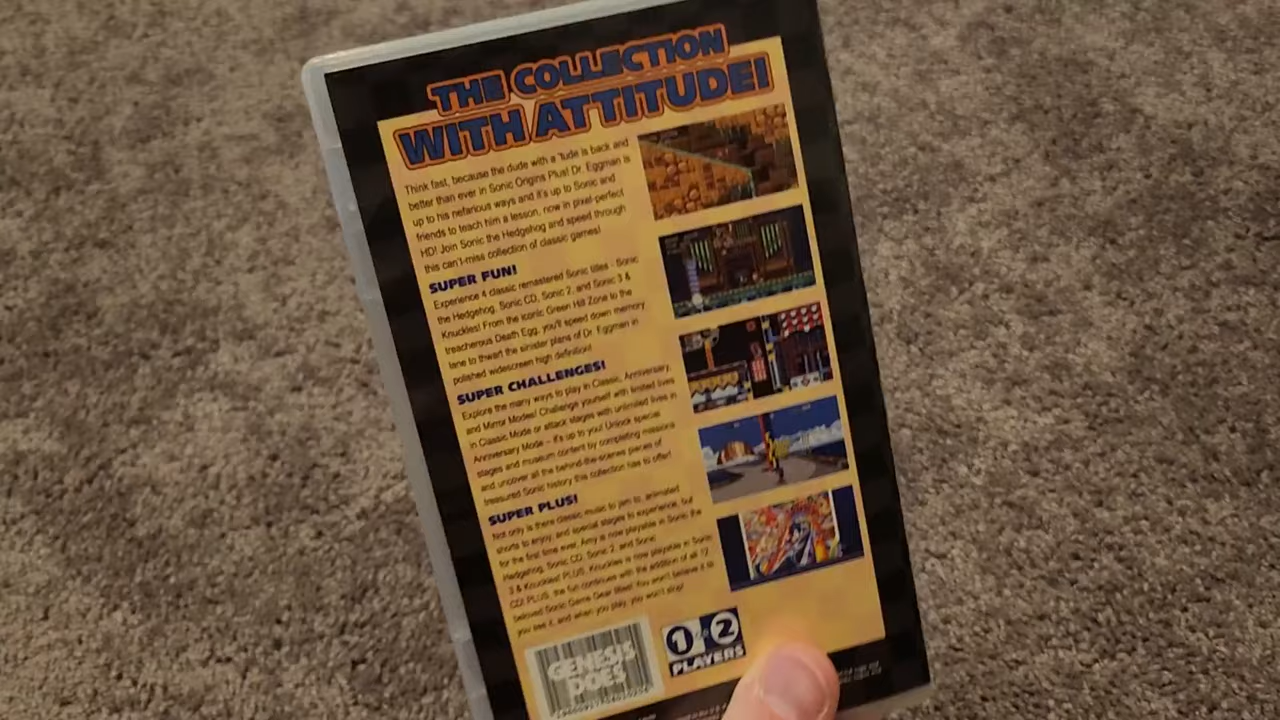 THE COLLECTION
WITH ATTITUDE!
Think fast, because the dude with a 'tude is back and
better than ever in Sonic Origins Plus! Dr. Eggman is
up to his nefarious ways and it's up to Sonic and
friends to teach him a lesson, now in pixel-perfect
HD! Join Sonic the Hedgehog and speed through
this can't-miss collection of classic games!
SUPER FUN!
Experience 4 classic remastered Sonic titles - Sonic
the Hedgehog, Sonic CD, Sonic 2, and Sonic 3 &
Knuckles! From the iconic Green Hill Zone to the
treacherous Death Egg, you'll speed down memory
lane to thwart the sinister plans of Dr. Eggman in
polished widescreen high definition!
SUPER CHALLENGES!
Explore the many ways to play in Classic, Anniversary,
and Mirror Modes! Challenge yourself with limited lives
in Classic Mode or attack stages with unlimited lives in
Anniversary Mode – it's up to you! Unlock special
stages and museum content by completing missions
and uncover all the behind-the-scenes pieces of
treasured Sonic history this collection has to offer!
SUPER PLUS!
Not only is there classic music to jam to, animated
shorts to enjoy, and special stages to experience, but
for the first time ever, Amy is now playable in Sonic the
Hedgehog, Sonic CD, Sonic 2, and Sonic
3 & Knuckles! PLUS, Knuckles is now playable in Sonic
CD! PLUS, the fun continues with the addition of all 12
beloved Sonic Game Gear titles! You won't believe it til
you see it, and when you play, you won't stop!
GENESIS
DOES
1 or 2
PLAYERS